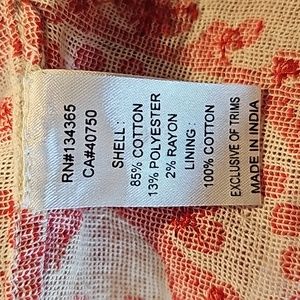 RN#134365
CA#40750
SHELL :
85% COTTON
13% POLYESTER
2% RAYON
LINING :
100% COTTON
EXCLUSIVE OF TRIMS
MADE IN INDIA